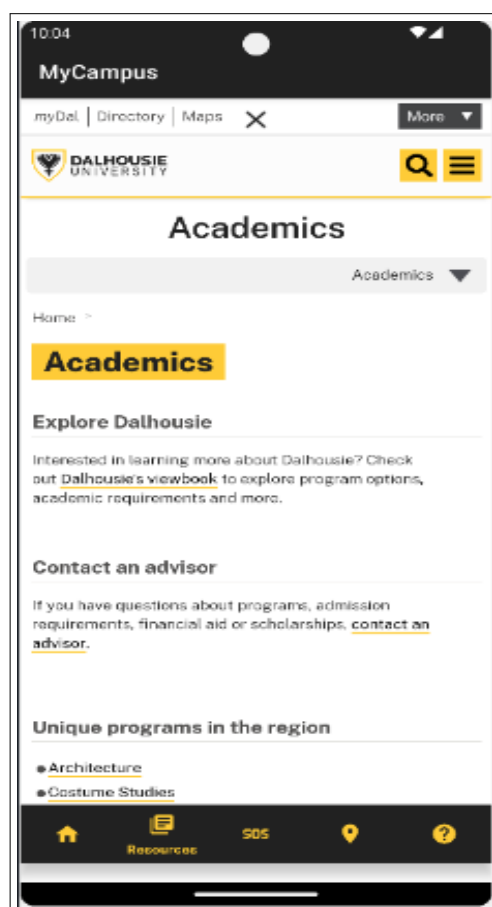 10:04
MyCampus
myDal | Directory | Maps
More
DALHOUSIE
UNIVERSITY
Academics
Academics
Home >
Academics
Explore Dalhousie
Interested in learning more about Dalhousie? Check
out Dalhousie's viewbook to explore program options,
academic requirements and more.
Contact an advisor
If you have questions about programs, admission
requirements, financial aid or scholarships, contact an
advisor.
Unique programs in the region
●Architecture
●Costume Studies
SOS
Resources